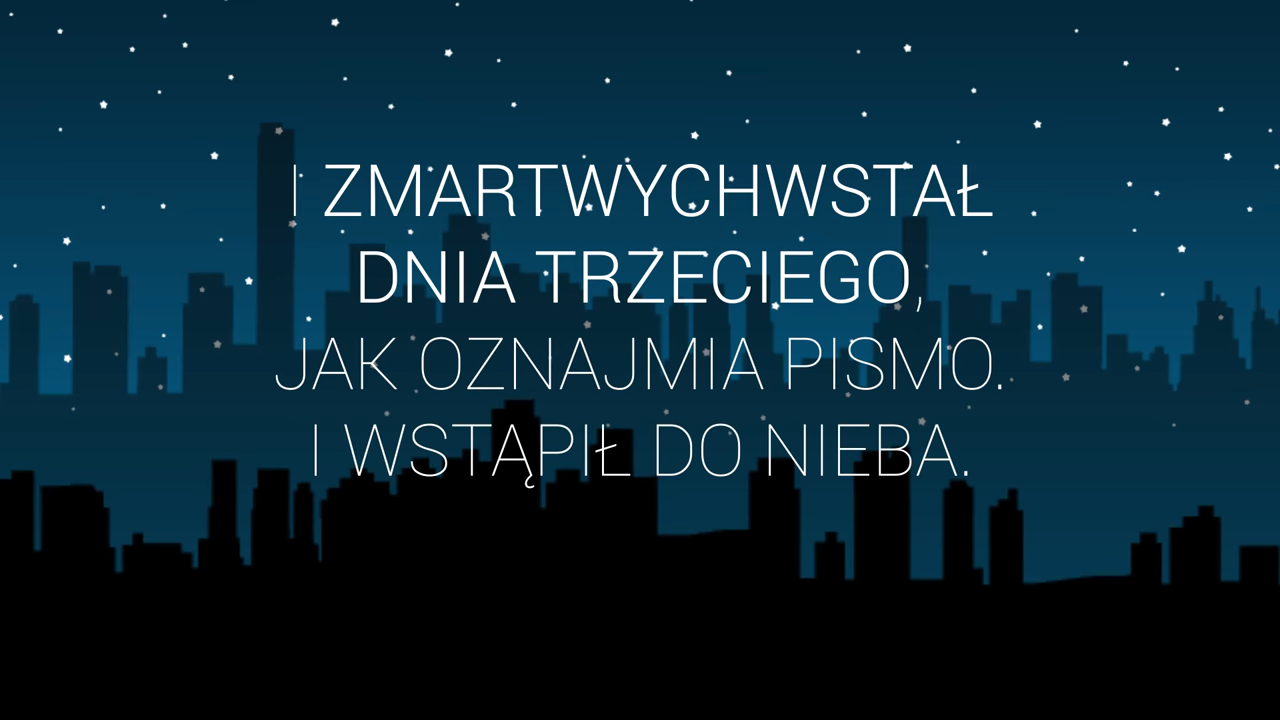 I ZMARTWYCHWSTAŁ
DNIA TRZECIEGO,
JAK OZNAJMIA PISMO.
I WSTĄPIŁ DO NIEBA.